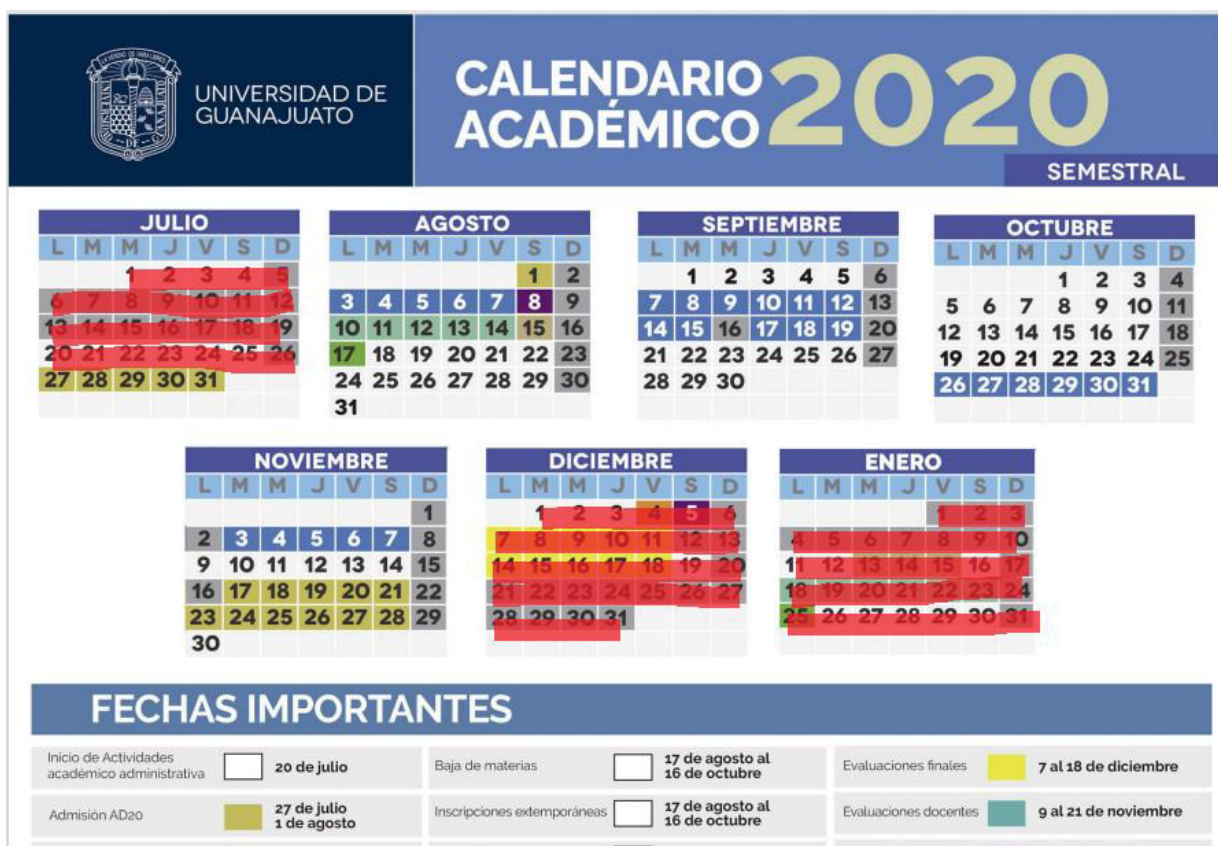 UNIVERSIDAD DE
GUANAJUATO
CALENDARIO
ACADÉMICO
2020
SEMESTRAL
JULIO
L M M J V S D
1 2 3 4 5
6 7 8 9 10 11 12
13 14 15 16 17 18 19
20 21 22 23 24 25 26
27 28 29 30 31
AGOSTO
L M M J V S D
1 2
3 4 5 6 7 8 9
10 11 12 13 14 15 16
17 18 19 20 21 22 23
24 25 26 27 28 29 30
31
SEPTIEMBRE
L M M J V S D
1 2 3 4 5 6
7 8 9 10 11 12 13
14 15 16 17 18 19 20
21 22 23 24 25 26 27
28 29 30
OCTUBRE
L M M J V S D
1 2 3 4
5 6 7 8 9 10 11
12 13 14 15 16 17 18
19 20 21 22 23 24 25
26 27 28 29 30 31
NOVIEMBRE
L M M J V S D
1
2 3 4 5 6 7 8
9 10 11 12 13 14 15
16 17 18 19 20 21 22
23 24 25 26 27 28 29
30
DICIEMBRE
L M M J V S D
1 2 3 4 5 6
7 8 9 10 11 12 13
14 15 16 17 18 19 20
21 22 23 24 25 26 27
28 29 30 31
ENERO
L M M J V S D
1 2 3
4 5 6 7 8 9 10
11 12 13 14 15 16 17
18 19 20 21 22 23 24
25 26 27 28 29 30 31
FECHAS IMPORTANTES
Inicio de Actividades
académico administrativa
20 de julio
Baja de materias
17 de agosto al
16 de octubre
Evaluaciones finales
7 al 18 de diciembre
Admisión AD20
27 de julio
1 de agosto
Inscripciones extemporáneas
17 de agosto al
16 de octubre
Evaluaciones docentes
9 al 21 de noviembre